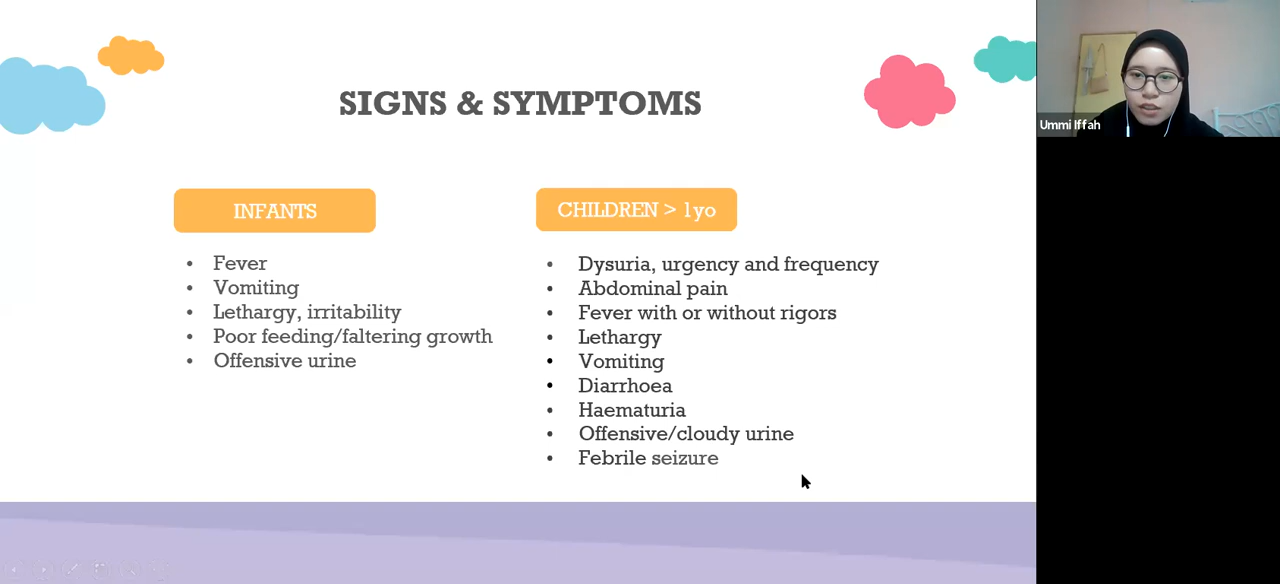 SIGNS & SYMPTOMS
INFANTS
• Fever
• Vomiting
• Lethargy, irritability
• Poor feeding/faltering growth
• Offensive urine
CHILDREN > 1yo
• Dysuria, urgency and frequency
• Abdominal pain
• Fever with or without rigors
• Lethargy
• Vomiting
• Diarrhoea
• Haematuria
• Offensive/cloudy urine
• Febrile seizure
Ummi Iffah